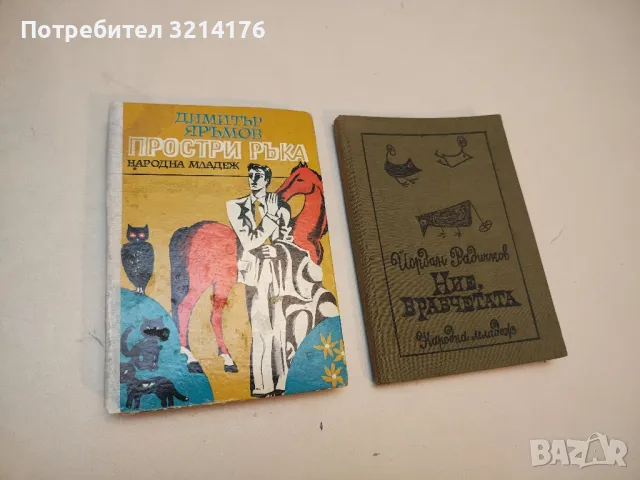 Потребител 3214176
ДИМИТЪР
ЯРЪМОВ
ПРОСТРИ РЪКА
НАРОДНА МЛАДЕЖ
Йордан Радичков
НИЕ,
ВРАБЧЕТАТА
Народна младеж
BAZAR